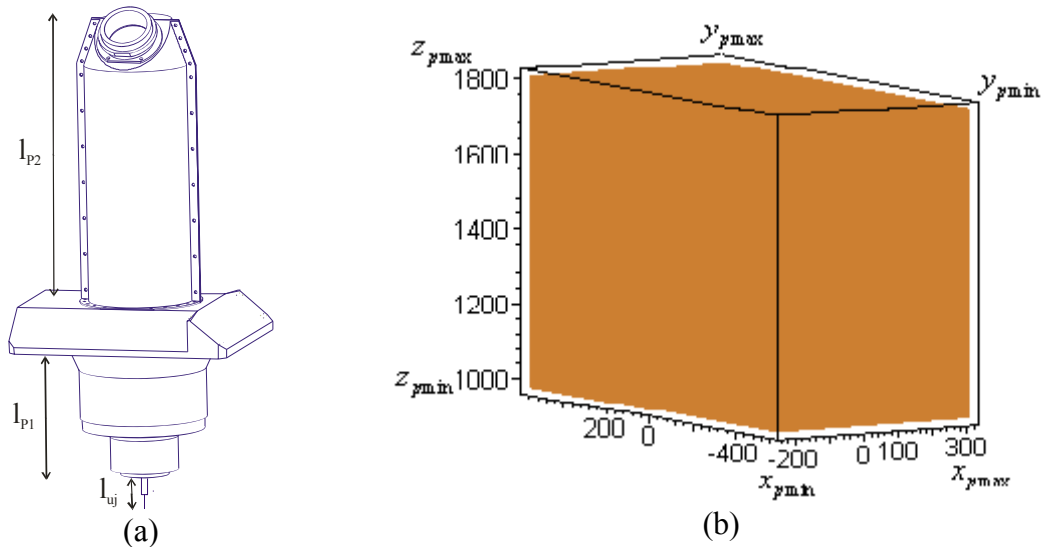 l_P2
l_P1
l_uj
(a)
z_pmax
y_pmax
y_pmin
1800
1600
1400
1200
z_pmin 1000
200 0 -400 -200 0 100 300
x_pmin x_pmax
(b)